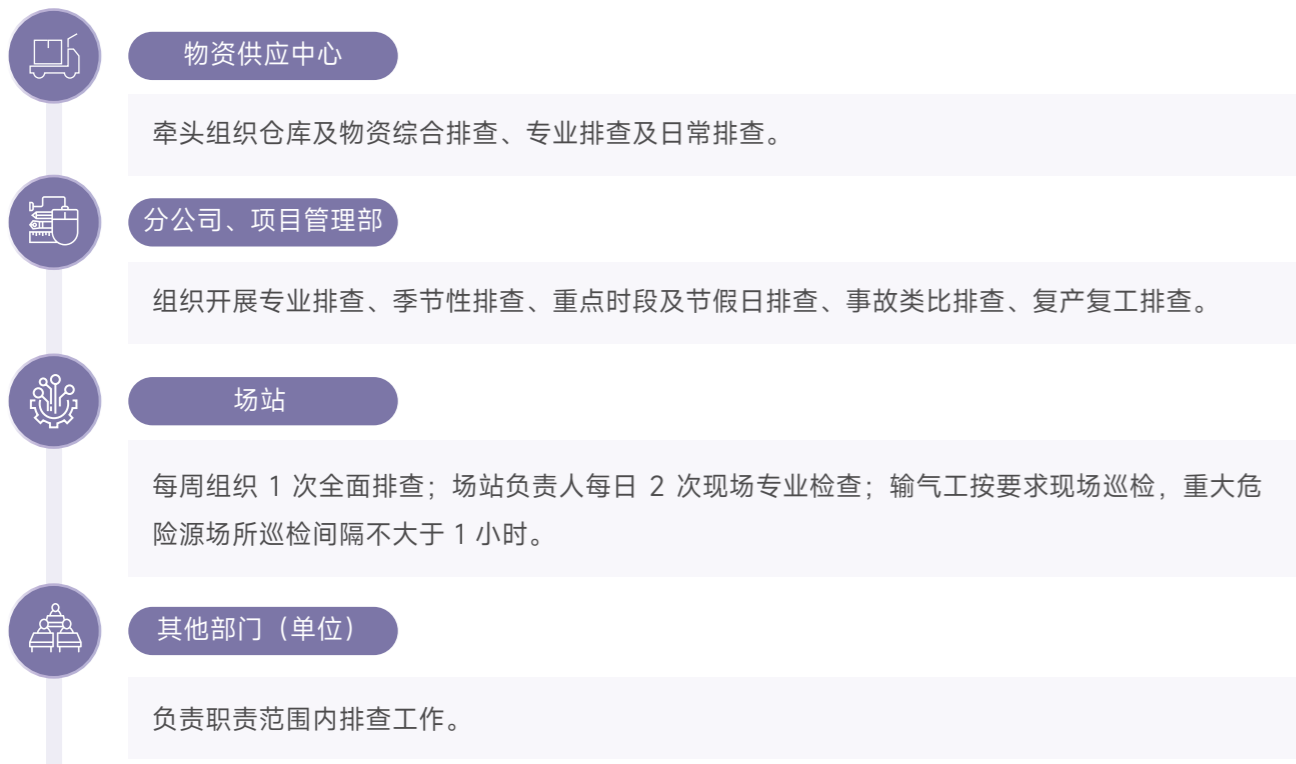 物资供应中心
牵头组织仓库及物资综合排查、专业排查及日常排查。
分公司、项目管理部
组织开展专业排查、季节性排查、重点时段及节假日排查、事故类比排查、复产复工排查。
场站
每周组织 1 次全面排查；场站负责人每日 2 次现场专业检查；输气工按要求现场巡检，重大危
险源场所巡检间隔不大于 1 小时。
其他部门（单位）
负责职责范围内排查工作。